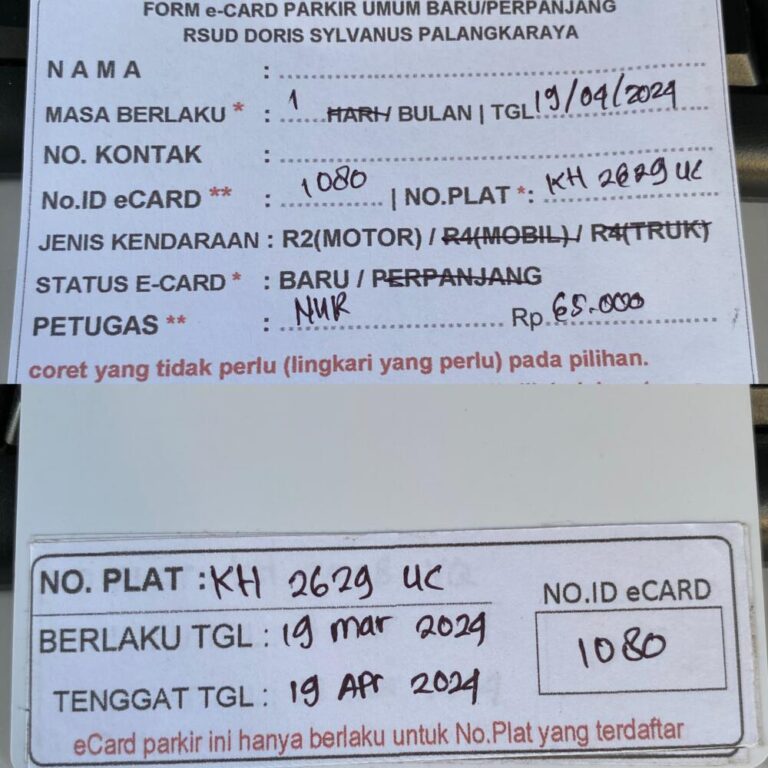 FORM e-CARD PARKIR UMUM BARU/PERPANJANG
RSUD DORIS SYLVANUS PALANGKARAYA
NAMA :
MASA BERLAKU * : 1 HARI / BULAN | TGL 19/04/2024
NO. KONTAK :
No.ID eCARD ** : 1080 | NO.PLAT *: KH 2629 UC
JENIS KENDARAAN : R2(MOTOR) / R4(MOBIL) / R4(TRUK)
STATUS E-CARD * : BARU / PERPANJANG
PETUGAS ** : NUR Rp 65.000
coret yang tidak perlu (lingkari yang perlu) pada pilihan.
NO. PLAT : KH 2629 UC
NO.ID eCARD
BERLAKU TGL : 19 mar 2024
1080
TENGGAT TGL : 19 Apr 2024
eCard parkir ini hanya berlaku untuk No.Plat yang terdaftar